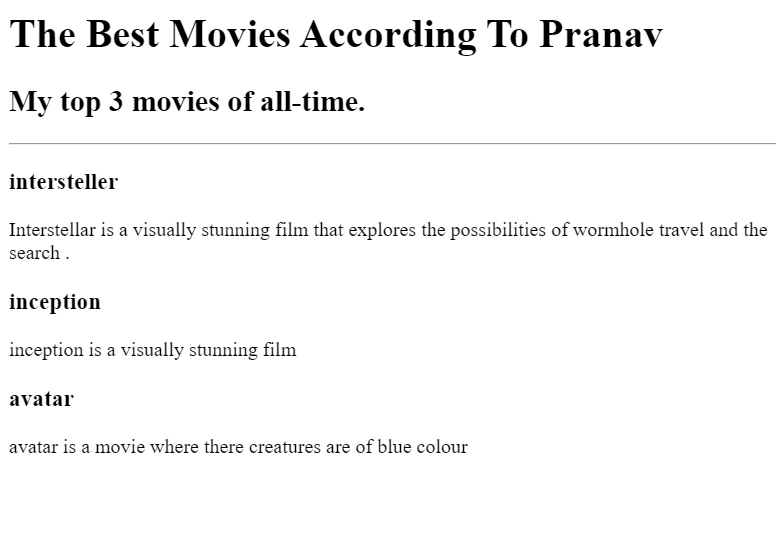 The Best Movies According To Pranav
My top 3 movies of all-time.
intersteller
Interstellar is a visually stunning film that explores the possibilities of wormhole travel and the
search .
inception
inception is a visually stunning film
avatar
avatar is a movie where there creatures are of blue colour